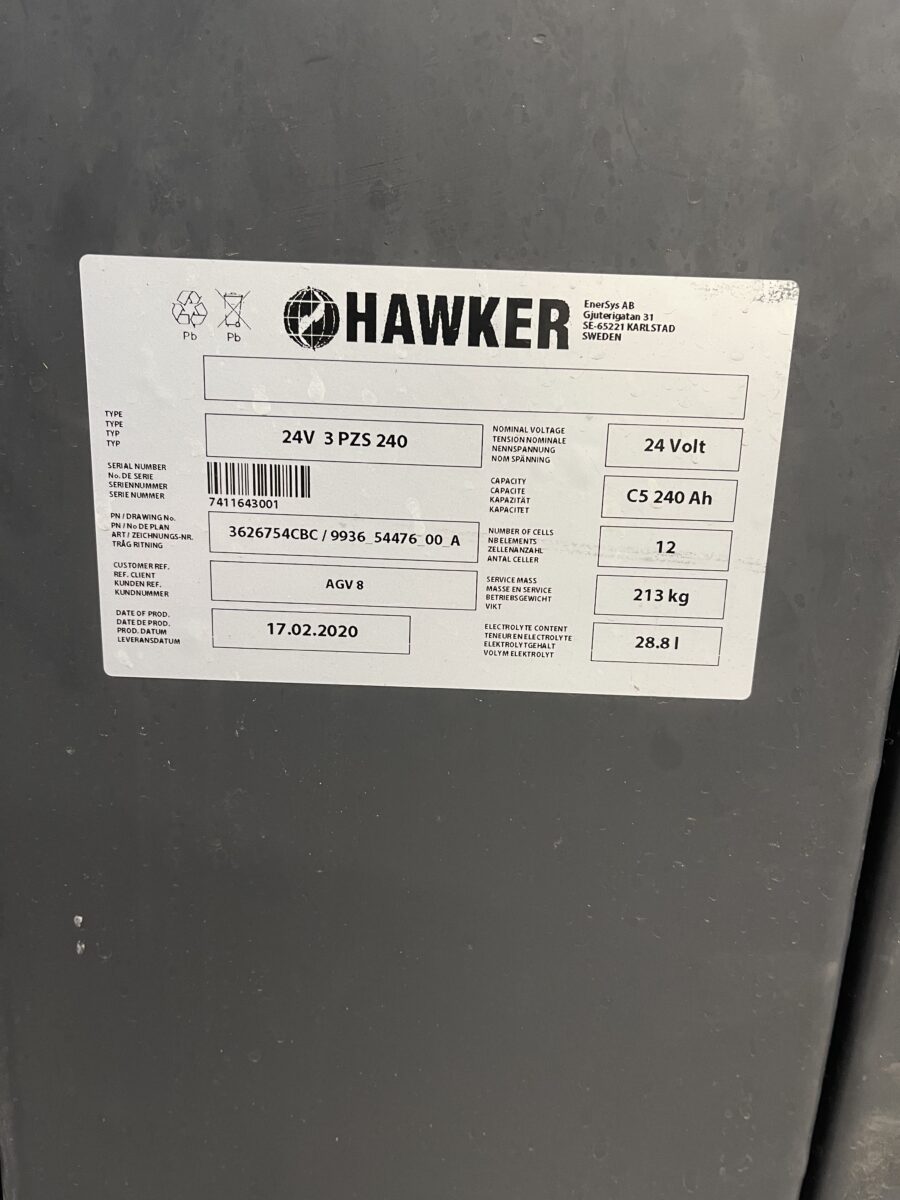 Pb
Pb
HAWKER
EnerSys AB
Gjuterigatan 31
SE-65221 KARLSTAD
SWEDEN
TYPE
TYPE
TYP
TYP
24V 3 PZS 240
NOMINAL VOLTAGE
TENSION NOMINALE
NENNSPANNUNG
NOM SPÄNNING
24 Volt
SERIAL NUMBER
No. DE SERIE
SERIENNUMMER
SERIE NUMMER
7411643001
CAPACITY
CAPACITE
KAPAZITÄT
KAPACITET
C5 240 Ah
PN / DRAWING No.
PN / No DE PLAN
ART / ZEICHNUNGS-NR.
TRÅG RITNING
3626754CBC / 9936_54476_00_A
NUMBER OF CELLS
NB ELEMENTS
ZELLENANZAHL
ANTAL CELLER
12
CUSTOMER REF.
REF. CLIENT
KUNDEN REF.
KUNDNUMMER
AGV 8
SERVICE MASS
MASSE EN SERVICE
BETRIEBSGEWICHT
VIKT
213 kg
DATE OF PROD.
DATE DE PROD.
PROD. DATUM
LEVERANSDATUM
17.02.2020
ELECTROLYTE CONTENT
TENEUR EN ELECTROLYTE
ELEKTROLYTGEHALT
VOLYM ELEKTROLYT
28.8 l